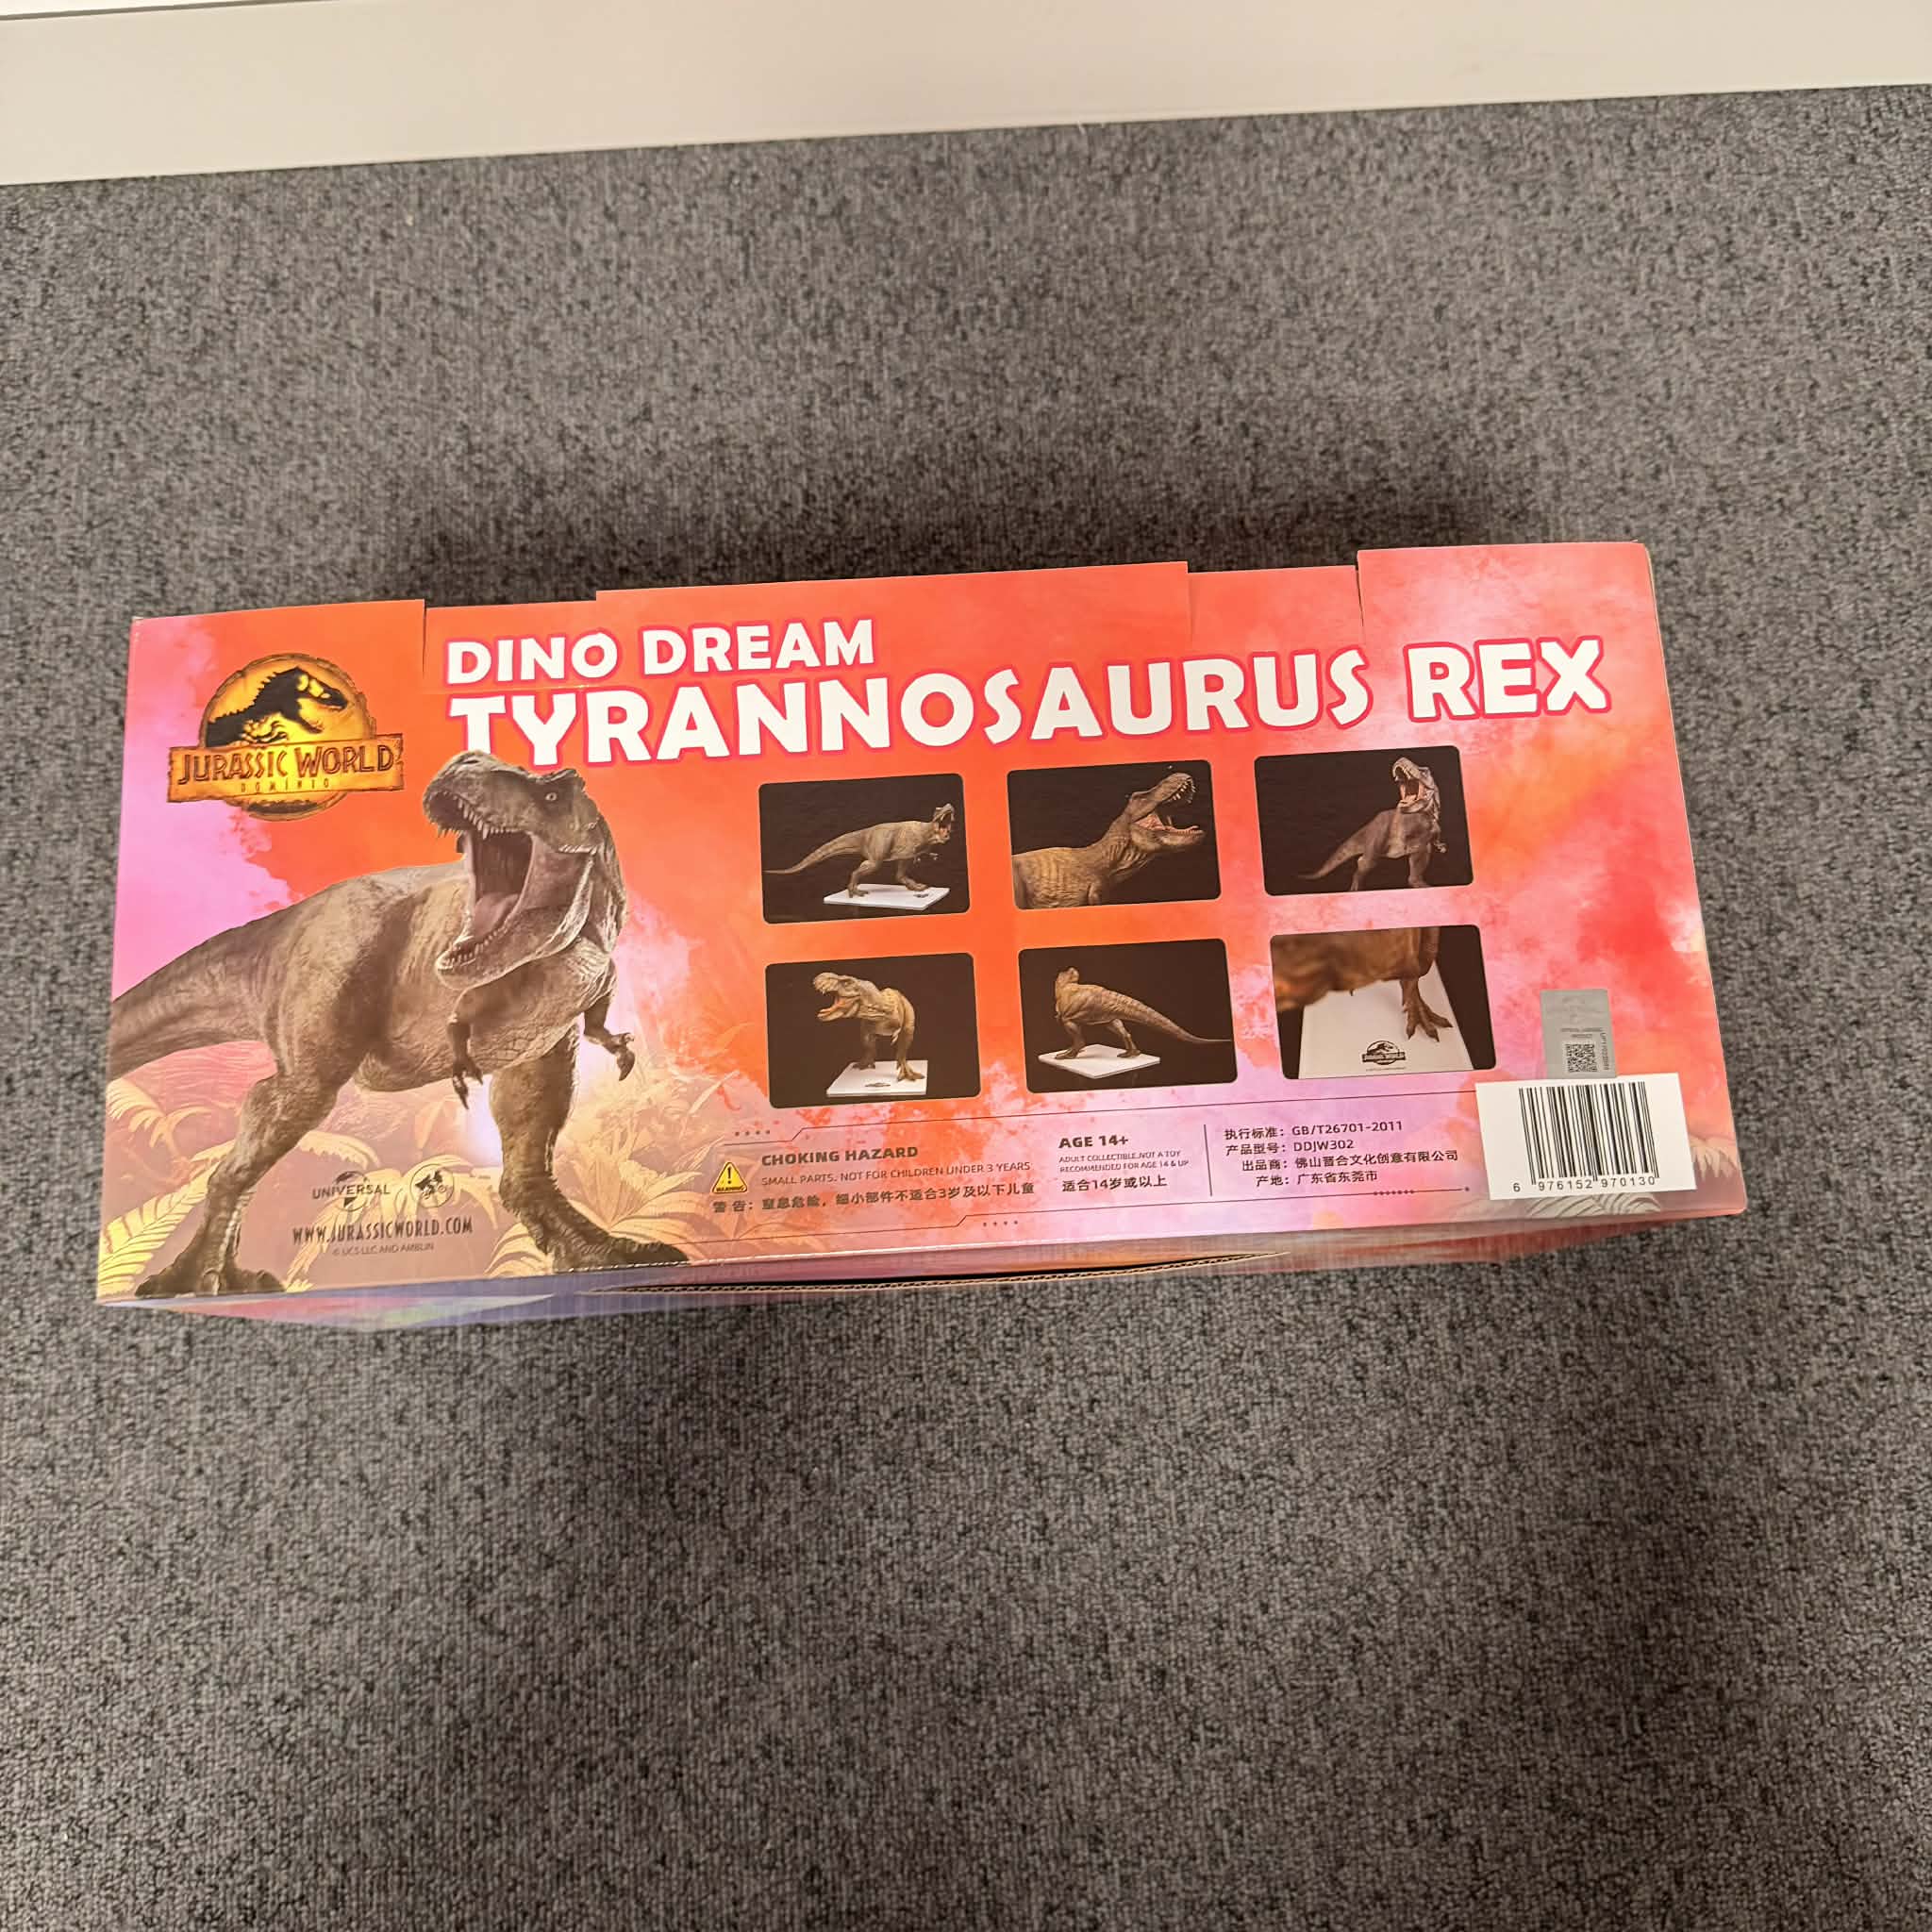 DINO DREAM
TYRANNOSAURUS REX
JURASSIC WORLD
CHOKING HAZARD
SMALL PARTS. NOT FOR CHILDREN UNDER 3 YEARS
WARNING
警告：窒息危险，细小部件不适合3岁及以下儿童
AGE 14+
ADULT COLLECTIBLE.NOT A TOY
RECOMMENDED FOR AGE 14 & UP
适合14岁或以上
执行标准：GB/T26701-2011
产品型号：DDJW302
出品商：佛山晋合文化创意有限公司
产地：广东省东莞市
6 976152 970130
UNIVERSAL
WWW.JURASSICWORLD.COM
© UCS LLC AND AMBLIN
JURASSIC WORLD